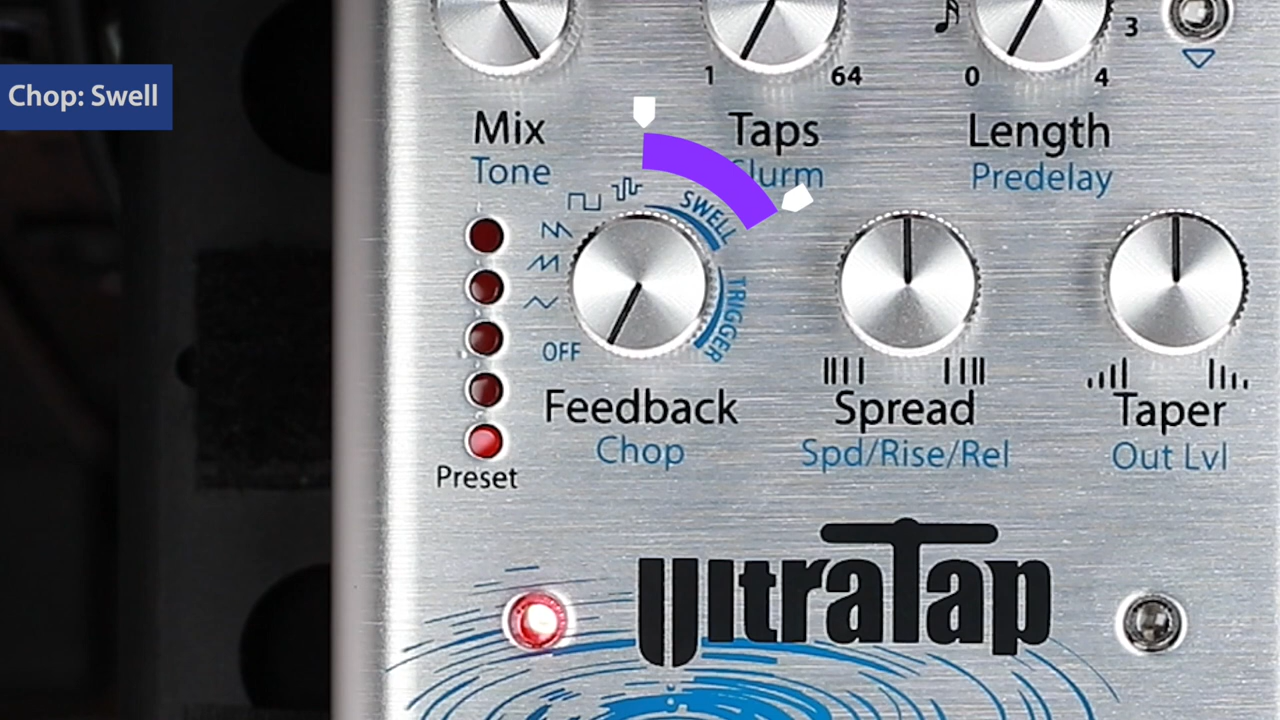 Chop: Swell
3
1 64
0 4
Mix
Taps
Length
Tone
Slurm
Predelay
SWELL
TRIGGER
OFF
Feedback
Spread
Taper
Chop
Spd/Rise/Rel
Out Lvl
Preset
UltraTap